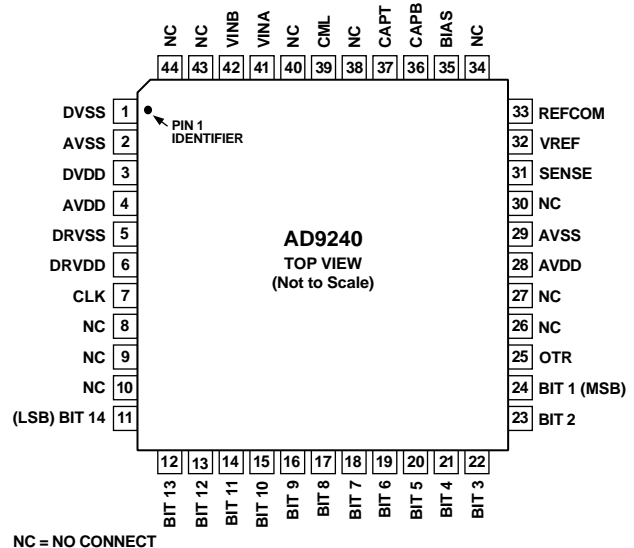 NC NC VINB VINA NC CML NC CAPT CAPB BIAS NC
44 43 42 41 40 39 38 37 36 35 34
DVSS 1
AVSS 2
DVDD 3
AVDD 4
DRVSS 5
DRVDD 6
CLK 7
NC 8
NC 9
NC 10
(LSB) BIT 14 11
PIN 1
IDENTIFIER
AD9240
TOP VIEW
(Not to Scale)
33 REFCOM
32 VREF
31 SENSE
30 NC
29 AVSS
28 AVDD
27 NC
26 NC
25 OTR
24 BIT 1 (MSB)
23 BIT 2
12 13 14 15 16 17 18 19 20 21 22
BIT 13 BIT 12 BIT 11 BIT 10 BIT 9 BIT 8 BIT 7 BIT 6 BIT 5 BIT 4 BIT 3
NC = NO CONNECT